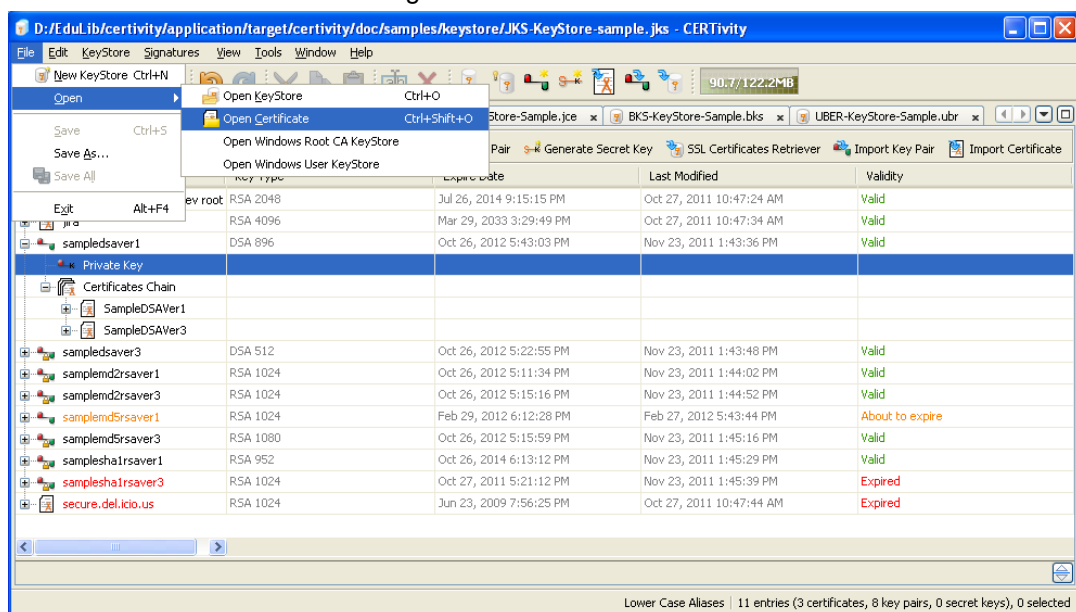 D:/EduLib/certivity/application/target/certivity/doc/samples/keystore/JKS-KeyStore-sample.jks - CERTivity
File Edit KeyStore Signatures View Tools Window Help
New KeyStore Ctrl+N
90.7/122.2MB
Open
Open KeyStore Ctrl+O
Open Certificate Ctrl+Shift+O
Store-Sample.jce x BKS-KeyStore-Sample.bks x UBER-KeyStore-Sample.ubr x
Save Ctrl+S
Open Windows Root CA KeyStore
Pair Generate Secret Key SSL Certificates Retriever Import Key Pair Import Certificate
Save As...
Open Windows User KeyStore
Save All
Key Type Expire Date Last Modified Validity
Exit Alt+F4
ev root RSA 2048 Jul 26, 2014 9:15:15 PM Oct 27, 2011 10:47:24 AM Valid
jira RSA 4096 Mar 29, 2033 3:29:49 PM Oct 27, 2011 10:47:34 AM Valid
sampledsaver1 DSA 896 Oct 26, 2012 5:43:03 PM Nov 23, 2011 1:43:36 PM Valid
Private Key
Certificates Chain
SampleDSAVer1
SampleDSAVer3
sampledsaver3 DSA 512 Oct 26, 2012 5:22:55 PM Nov 23, 2011 1:43:48 PM Valid
samplemd2rsaver1 RSA 1024 Oct 26, 2012 5:11:34 PM Nov 23, 2011 1:44:02 PM Valid
samplemd2rsaver3 RSA 1024 Oct 26, 2012 5:15:16 PM Nov 23, 2011 1:44:52 PM Valid
samplemd5rsaver1 RSA 1024 Feb 29, 2012 6:12:28 PM Feb 27, 2012 5:43:44 PM About to expire
samplemd5rsaver3 RSA 1080 Oct 26, 2012 5:15:59 PM Nov 23, 2011 1:45:16 PM Valid
samplesha1rsaver1 RSA 952 Oct 26, 2014 6:13:12 PM Nov 23, 2011 1:45:29 PM Valid
samplesha1rsaver3 RSA 1024 Oct 27, 2011 5:21:12 PM Nov 23, 2011 1:45:39 PM Expired
secure.del.icio.us RSA 1024 Jun 23, 2009 7:56:25 PM Oct 27, 2011 10:47:44 AM Expired
Lower Case Aliases 11 entries (3 certificates, 8 key pairs, 0 secret keys), 0 selected